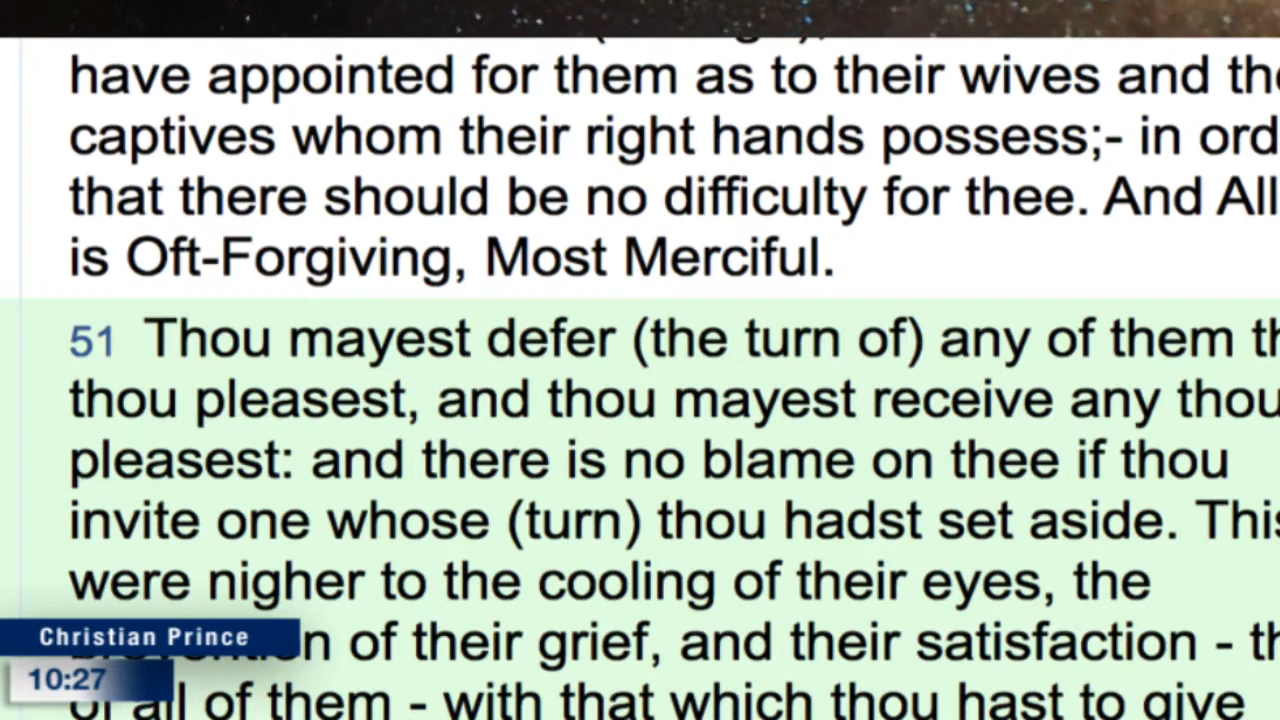 have appointed for them as to their wives and
captives whom their right hands possess;- in
that there should be no difficulty for thee. And
is Oft-Forgiving, Most Merciful.
51 Thou mayest defer (the turn of) any of them
thou pleasest, and thou mayest receive any thou
pleasest: and there is no blame on thee if thou
invite one whose (turn) thou hadst set aside. This
were nigher to the cooling of their eyes, the
of their grief, and their satisfaction -
of all of them - with that which thou hast to give
Christian Prince
10:27